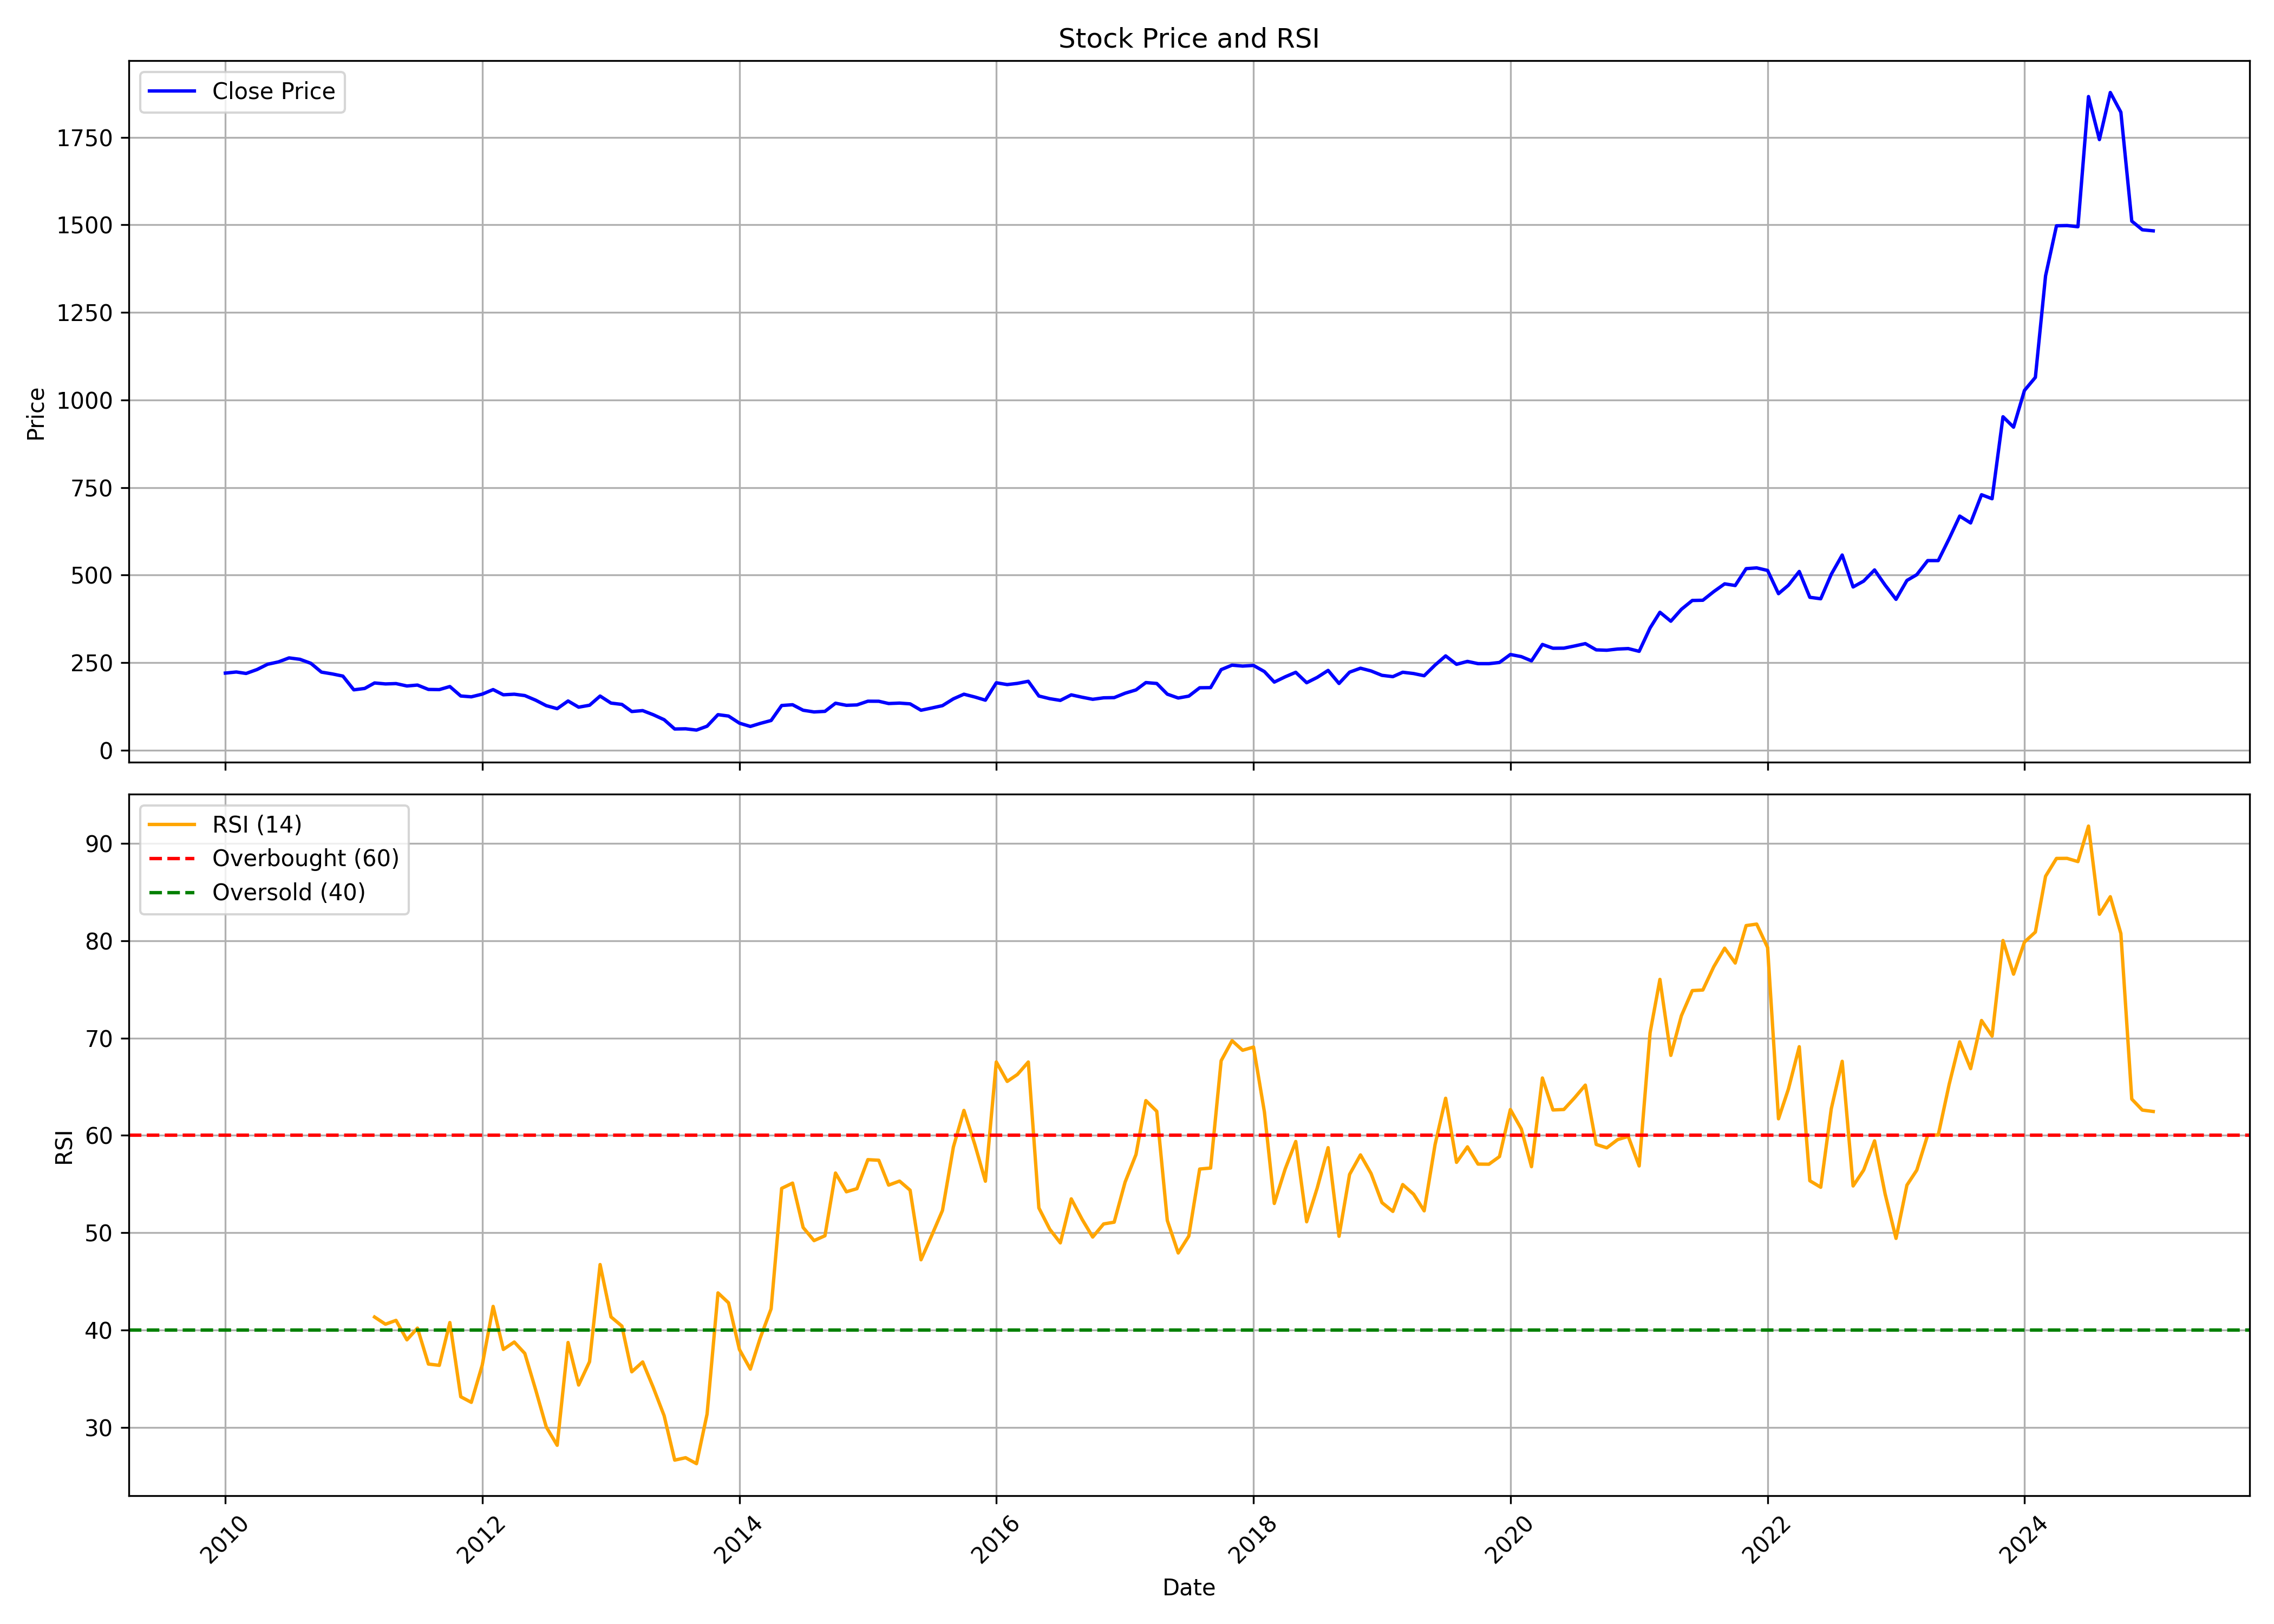 Stock Price and RSI
Close Price
1750
1500
1250
1000
750
500
250
0
Price
RSI (14)
Overbought (60)
Oversold (40)
90
80
70
60
50
40
30
RSI
2010 2012 2014 2016 2018 2020 2022 2024
Date